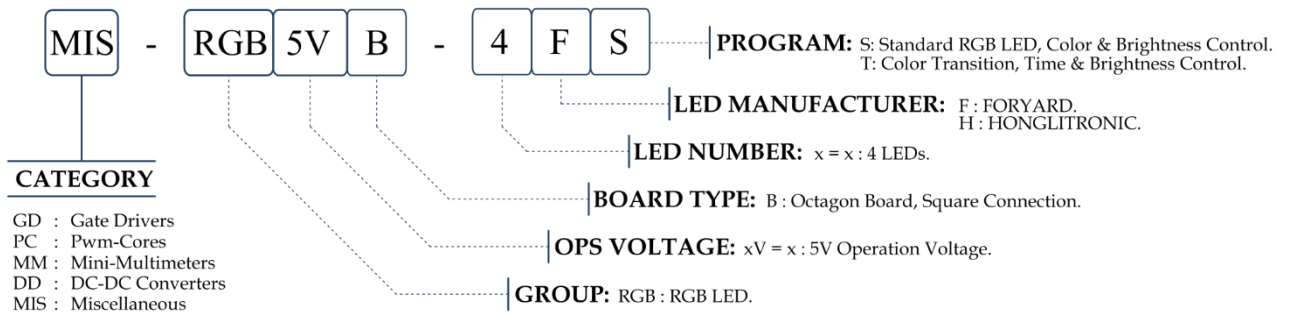 MIS - RGB 5V B - 4 F S
PROGRAM: S: Standard RGB LED, Color & Brightness Control.
T: Color Transition, Time & Brightness Control.
LED MANUFACTURER: F : FORYARD.
H : HONGLITRONIC.
LED NUMBER: x = x : 4 LEDs.
BOARD TYPE: B : Octagon Board, Square Connection.
OPS VOLTAGE: xV = x : 5V Operation Voltage.
GROUP: RGB : RGB LED.
CATEGORY
GD : Gate Drivers
PC : Pwm-Cores
MM : Mini-Multimeters
DD : DC-DC Converters
MIS : Miscellaneous